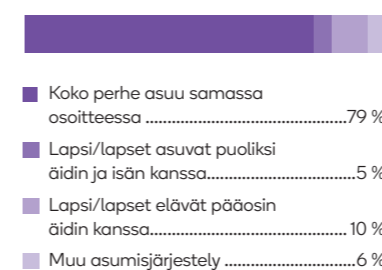 Koko perhe asuu samassa
osoitteessa ................................................79 %
Lapsi/lapset asuvat puoliksi
äidin ja isän kanssa.............................5 %
Lapsi/lapset elävät pääosin
äidin kanssa............................................... 10 %
Muu asumisjärjestely ...............................6 %